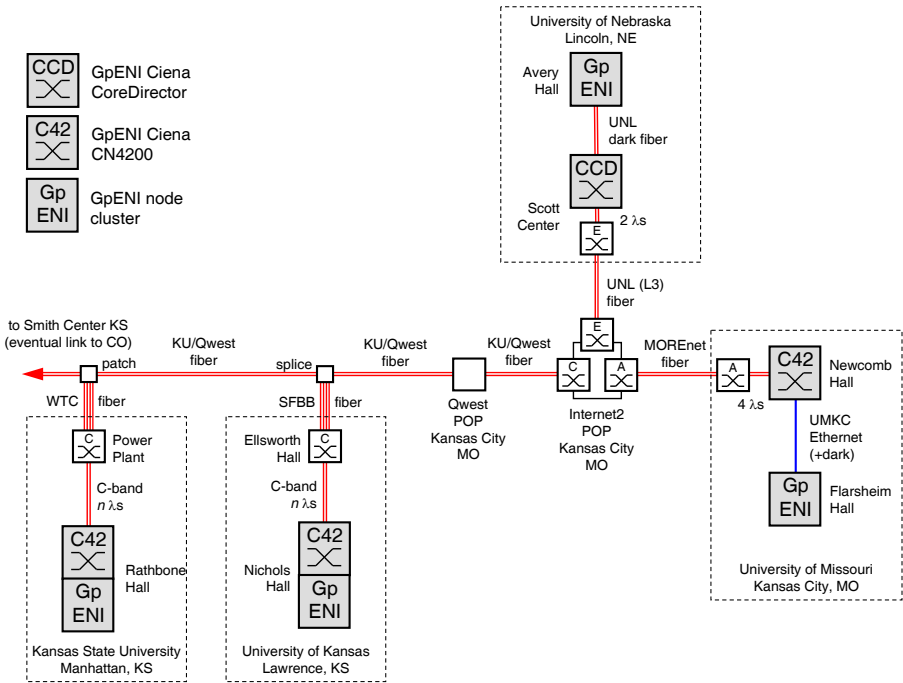 University of Nebraska
Lincoln, NE
CCD
GpENI Ciena
CoreDirector
C42
GpENI Ciena
CN4200
Gp
ENI
GpENI node
cluster
Avery
Hall
Gp
ENI
UNL
dark fiber
CCD
Scott
Center
2 λs
E
UNL (L3)
fiber
E
to Smith Center KS
(eventual link to CO)
patch
KU/Qwest
fiber
splice
KU/Qwest
fiber
KU/Qwest
fiber
C
A
MOREnet
fiber
A
4 λs
C42
Newcomb
Hall
Qwest
POP
Kansas City
MO
Internet2
POP
Kansas City
MO
UMKC
Ethernet
(+dark)
Gp
ENI
Flarsheim
Hall
University of Missouri
Kansas City, MO
WTC
fiber
C
Power
Plant
C-band
n λs
C42
Gp
ENI
Rathbone
Hall
Kansas State University
Manhattan, KS
SFBB
fiber
Ellsworth
Hall
C
C-band
n λs
Nichols
Hall
C42
Gp
ENI
University of Kansas
Lawrence, KS